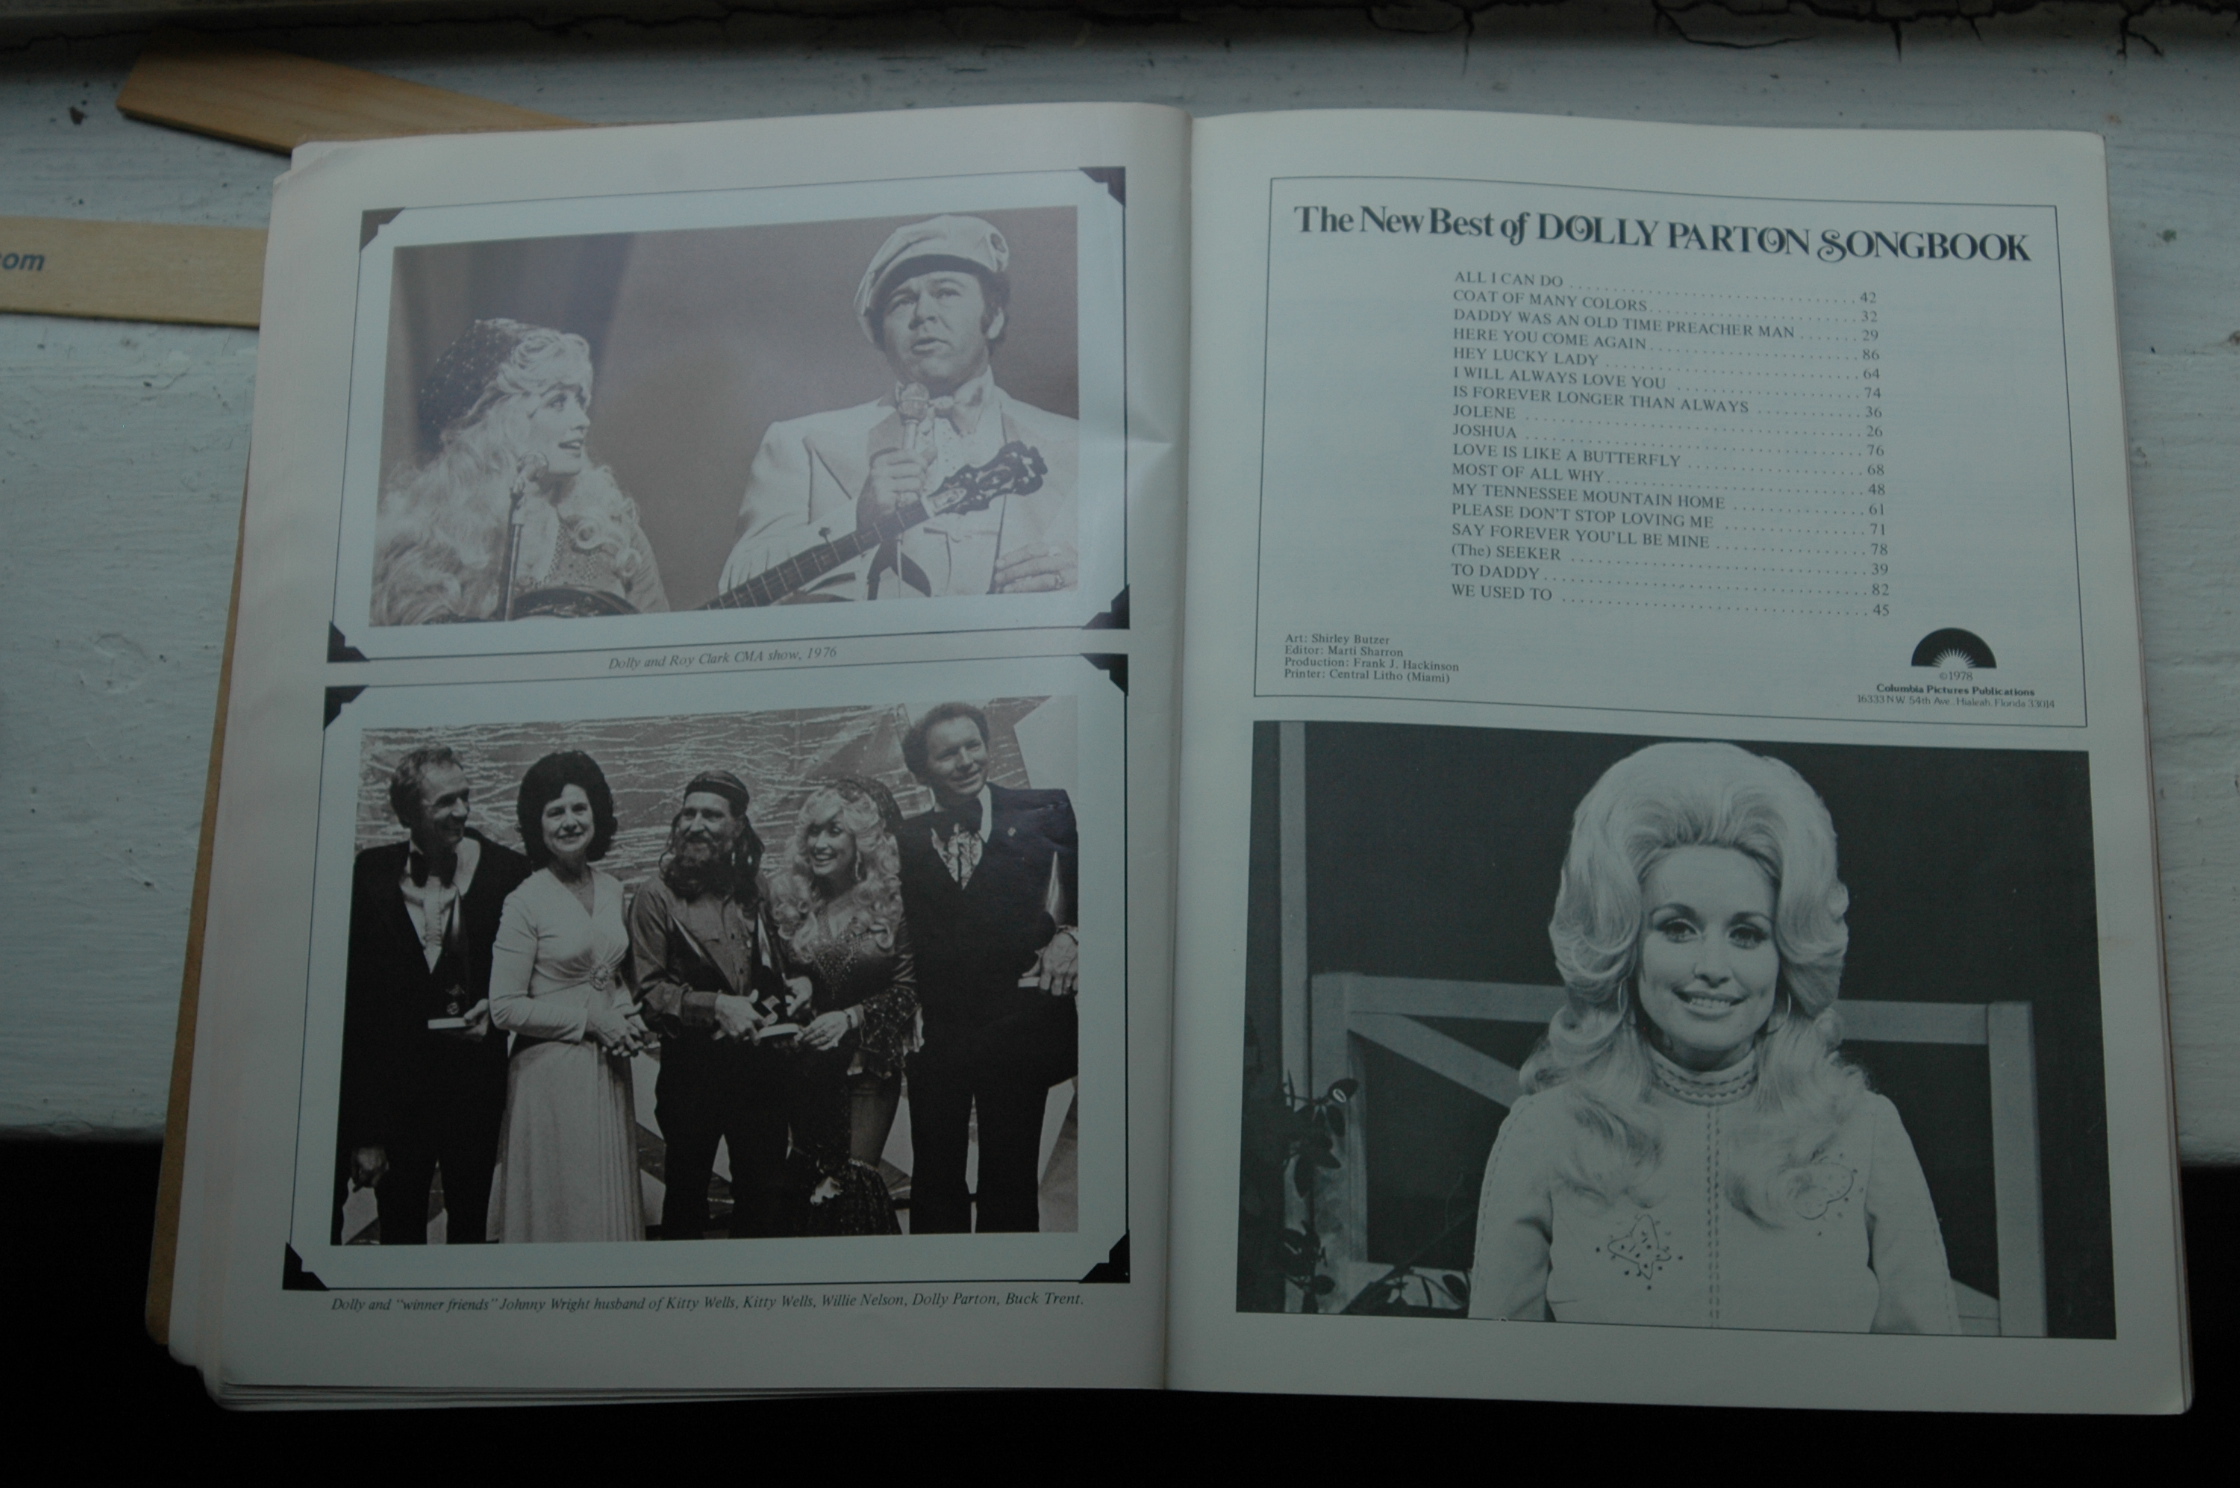 Dolly and Roy Clark CMA show, 1976
Dolly and "winner friends" Johnny Wright husband of Kitty Wells, Kitty Wells, Willie Nelson, Dolly Parton, Buck Trent.
The New Best of DOLLY PARTON SONGBOOK
ALL I CAN DO 42
COAT OF MANY COLORS 32
DADDY WAS AN OLD TIME PREACHER MAN 29
HERE YOU COME AGAIN 86
HEY LUCKY LADY 64
I WILL ALWAYS LOVE YOU 74
IS FOREVER LONGER THAN ALWAYS 36
JOLENE 26
JOSHUA 76
LOVE IS LIKE A BUTTERFLY 68
MOST OF ALL WHY 48
MY TENNESSEE MOUNTAIN HOME 61
PLEASE DON'T STOP LOVING ME 71
SAY FOREVER YOU'LL BE MINE 78
(The) SEEKER 39
TO DADDY 82
WE USED TO 45
Art: Shirley Butzer
Editor: Marti Sharron
Production: Frank J. Hackinson
Printer: Central Litho (Miami)
©1978
Columbia Pictures Publications
16333 N.W. 54th Ave. Hialeah, Florida 33014
om